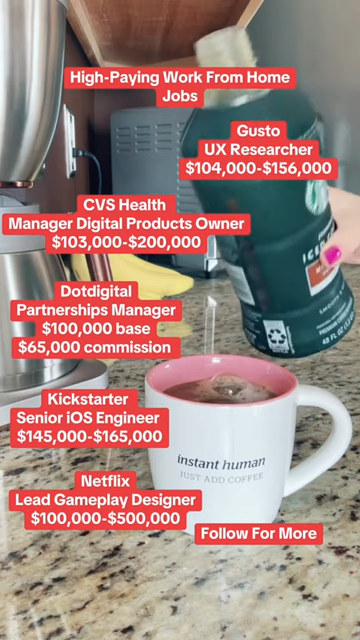 High-Paying Work From Home
Jobs
Gusto
UX Researcher
$104,000-$156,000
CVS Health
Manager Digital Products Owner
$103,000-$200,000
Dotdigital
Partnerships Manager
$100,000 base
$65,000 commission
Kickstarter
Senior iOS Engineer
$145,000-$165,000
Netflix
Lead Gameplay Designer
$100,000-$500,000
Follow For More
instant human
JUST ADD COFFEE